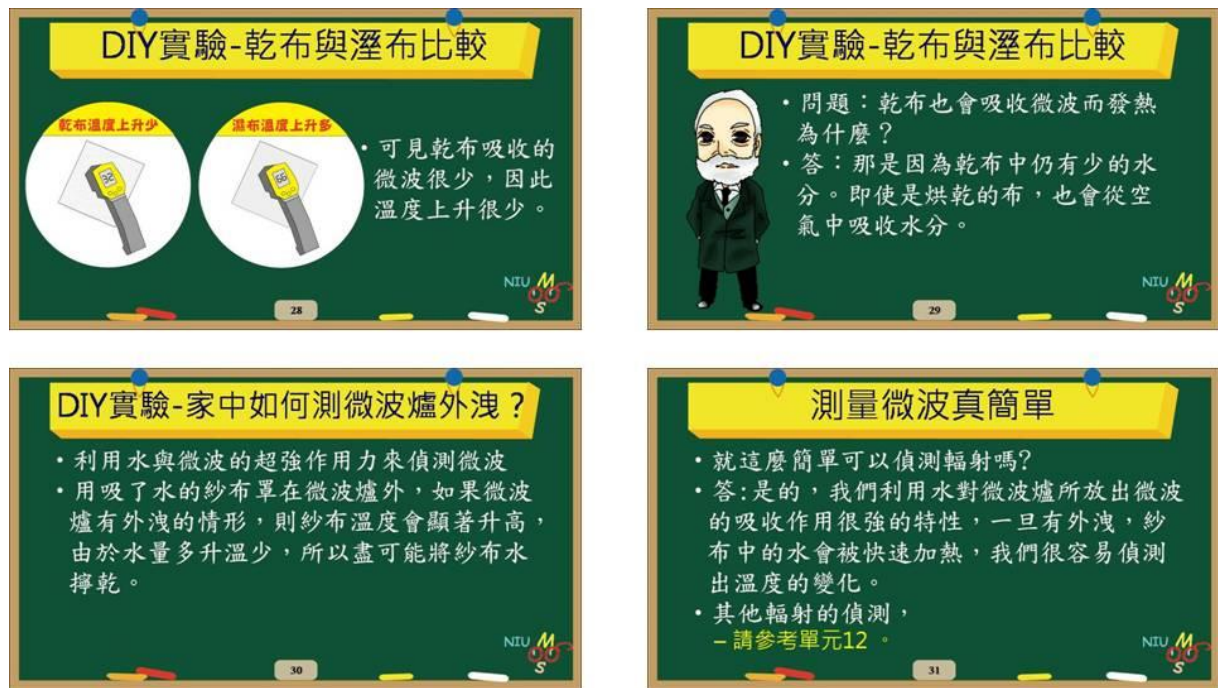 DIY實驗-乾布與溼布比較
乾布溫度上升少
濕布溫度上升多
32
56
• 可見乾布吸收的
微波很少，因此
溫度上升很少。
NIU M
S
28
DIY實驗-乾布與溼布比較
• 問題：乾布也會吸收微波而發熱
為什麼？
• 答：那是因為乾布中仍有少的水
分。即使是烘乾的布，也會從空
氣中吸收水分。
NIU M
S
29
DIY實驗-家中如何測微波爐外洩？
• 利用水與微波的超強作用力來偵測微波
• 用吸了水的紗布罩在微波爐外，如果微波
爐有外洩的情形，則紗布溫度會顯著升高，
由於水量多升溫少，所以盡可能將紗布水
擰乾。
NIU M
S
30
測量微波真簡單
• 就這麼簡單可以偵測輻射嗎?
• 答:是的，我們利用水對微波爐所放出微波
的吸收作用很強的特性，一旦有外洩，紗
布中的水會被快速加熱，我們很容易偵測
出溫度的變化。
• 其他輻射的偵測，
– 請參考單元12 。
NIU M
S
31